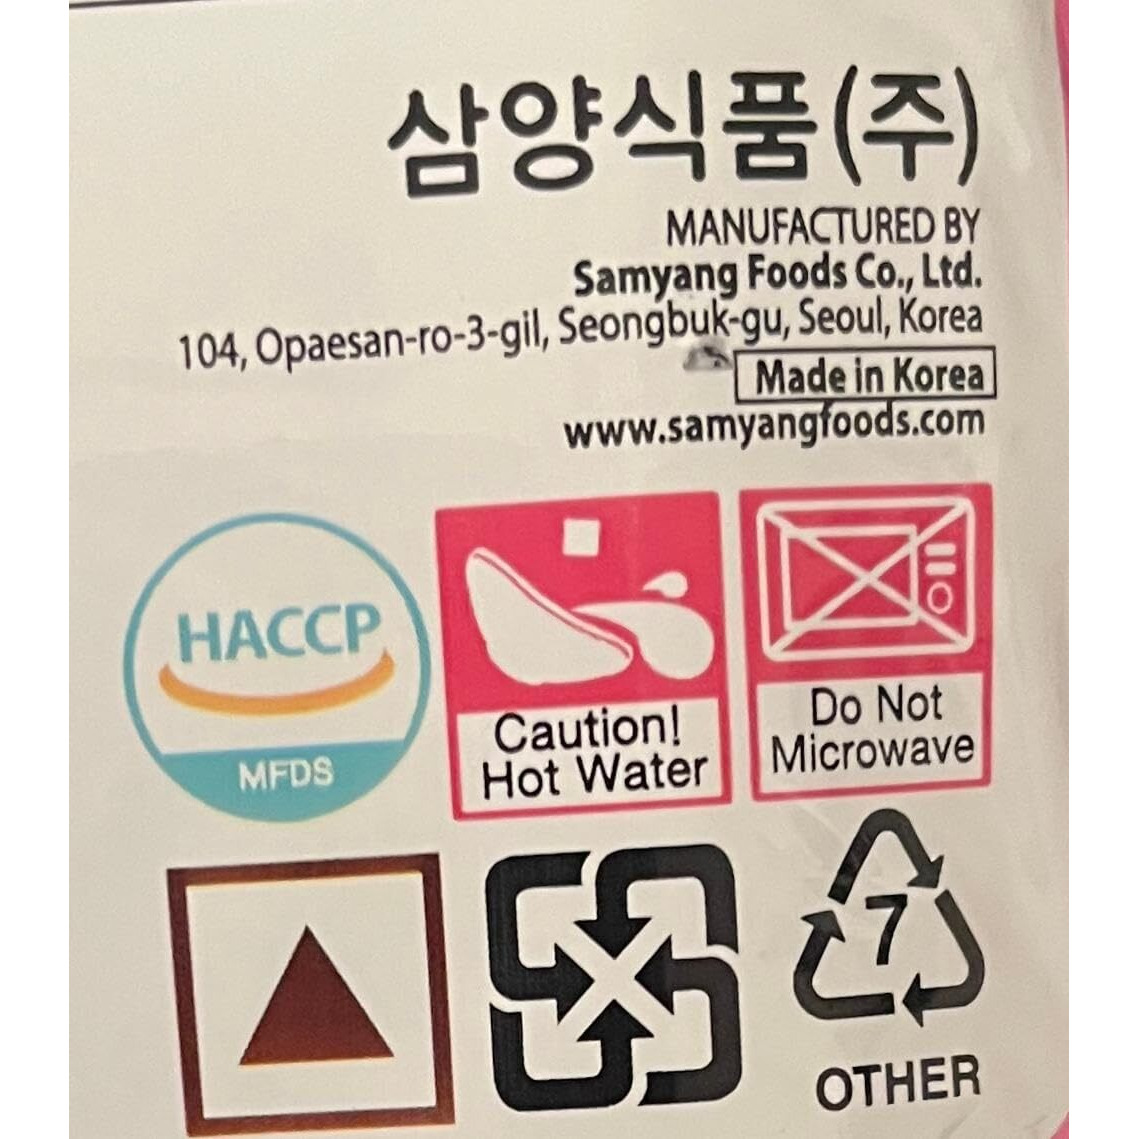 삼양식품(주)
MANUFACTURED BY
Samyang Foods Co., Ltd.
104, Opaesan-ro-3-gil, Seongbuk-gu, Seoul, Korea
Made in Korea
www.samyangfoods.com
HACCP
MFDS
Caution!
Hot Water
Do Not
Microwave
7
OTHER